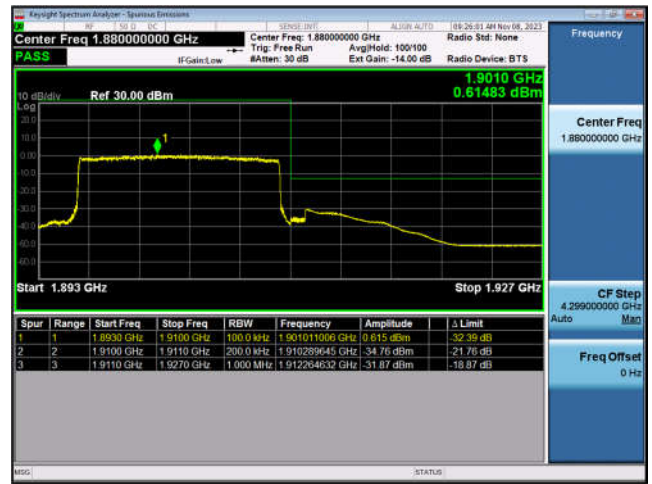 Keysight Spectrum Analyzer - Spurious Emissions
RF 50 Ω DC SENSE:INT ALIGN AUTO 09:26:01 AM Nov 08, 2023
Center Freq 1.880000000 GHz
Center Freq: 1.880000000 GHz Radio Std: None
Trig: Free Run Avg|Hold: 100/100
PASS IFGain:Low #Atten: 30 dB Ext Gain: -14.00 dB Radio Device: BTS
Frequency
1.9010 GHz
10 dB/div Ref 30.00 dBm 0.61483 dBm
Log
20.0
10.0
1
0.00
-10.0
-20.0
-30.0
-40.0
-50.0
-60.0
Start 1.893 GHz Stop 1.927 GHz
Center Freq
1.880000000 GHz
CF Step
4.299000000 GHz
Auto Man
Freq Offset
0 Hz
Spur Range Start Freq Stop Freq RBW Frequency Amplitude Δ Limit
1 1 1.8930 GHz 1.9100 GHz 100.0 kHz 1.901011006 GHz 0.615 dBm -32.39 dB
2 2 1.9100 GHz 1.9110 GHz 200.0 kHz 1.910289645 GHz -34.76 dBm -21.76 dB
3 3 1.9110 GHz 1.9270 GHz 1.000 MHz 1.912264632 GHz -31.87 dBm -18.87 dB
MSG STATUS